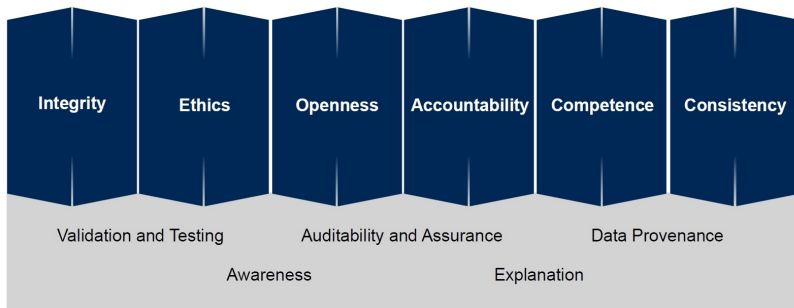 Integrity Ethics Openness Accountability Competence Consistency
Validation and Testing Auditability and Assurance Data Provenance
Awareness Explanation